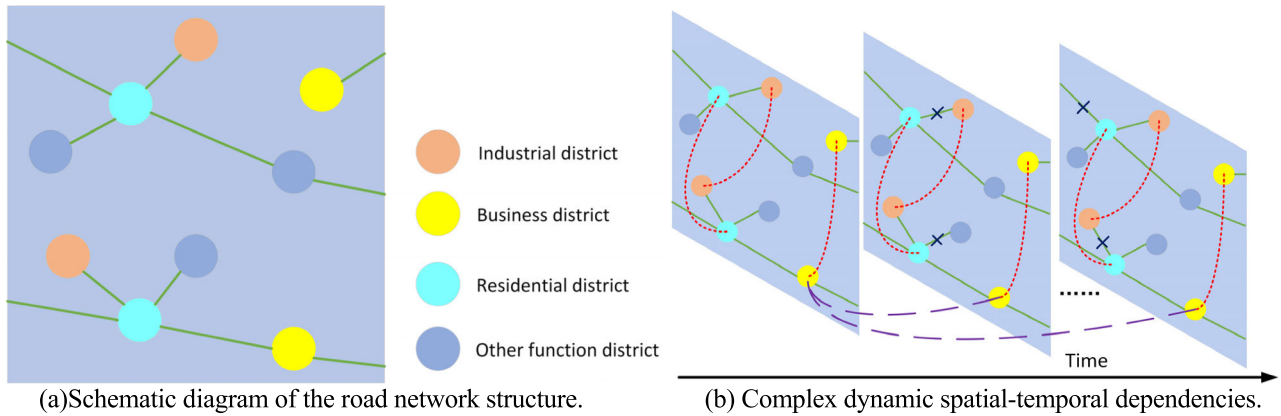 Industrial district
Business district
Residential district
Other function district
(a)Schematic diagram of the road network structure.
......
Time
(b) Complex dynamic spatial-temporal dependencies.